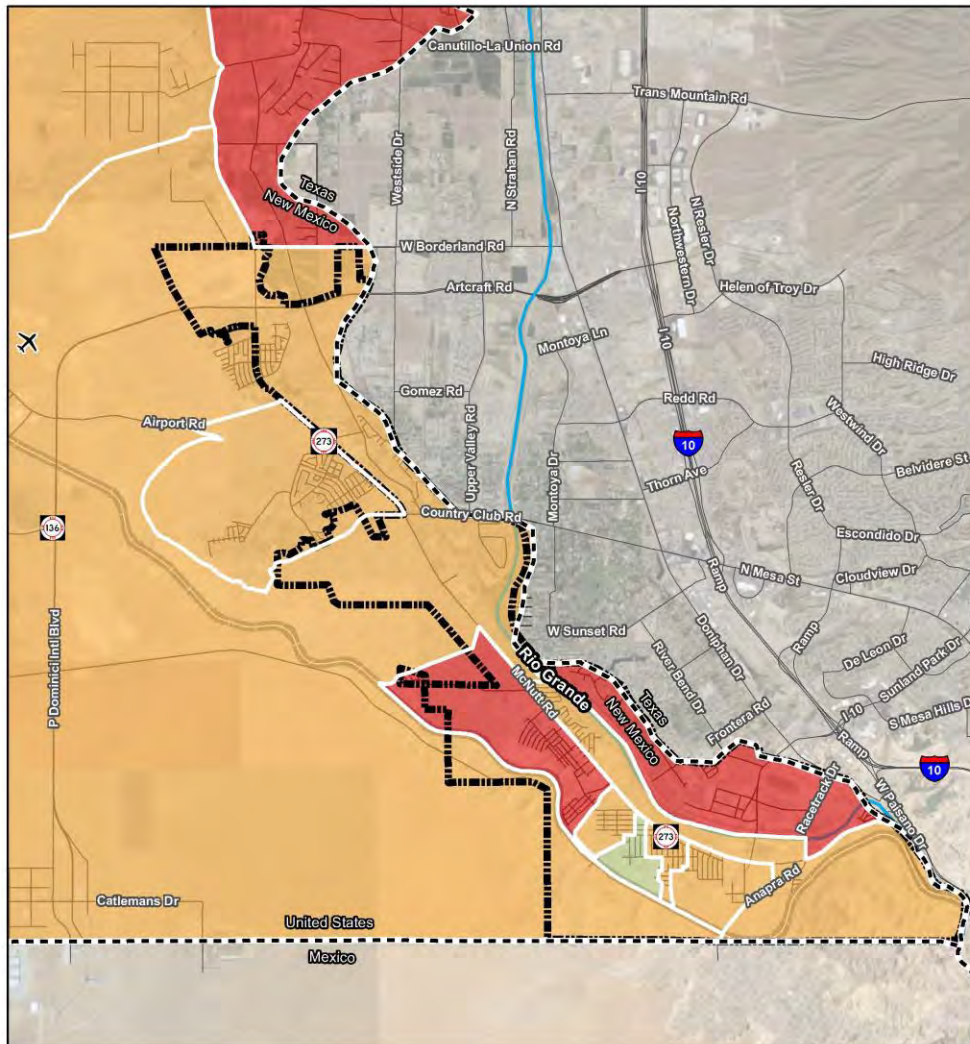 Canutillo-La Union Rd
Trans Mountain Rd
Westside Dr
N Strahan Rd
I 10
N Resler Dr
Northwestern Dr
Texas
New Mexico
W Borderland Rd
Artcraft Rd
Helen of Troy Dr
Montoya Ln
I 10
High Ridge Dr
Gomez Rd
Redd Rd
Airport Rd
Upper Valley Rd
Westwind Dr
273
10
Montoya Dr
Thorn Ave
Belvidere St
Resler Dr
136
Country Club Rd
Escondido Dr
N Mesa St
Cloudview Dr
Ramp
P Dominici Intl Blvd
W Sunset Rd
Doniphan Dr
Ramp
De Leon Dr
Rio Grande
River Bend Dr
Sunland Park Dr
McNutt Rd
Texas
New Mexico
Frontera Rd
I 10
S Mesa Hills D
Ramp
10
Racetrack Dr
W Paisano Dr
273
Anapra Rd
Catlemans Dr
United States
Mexico